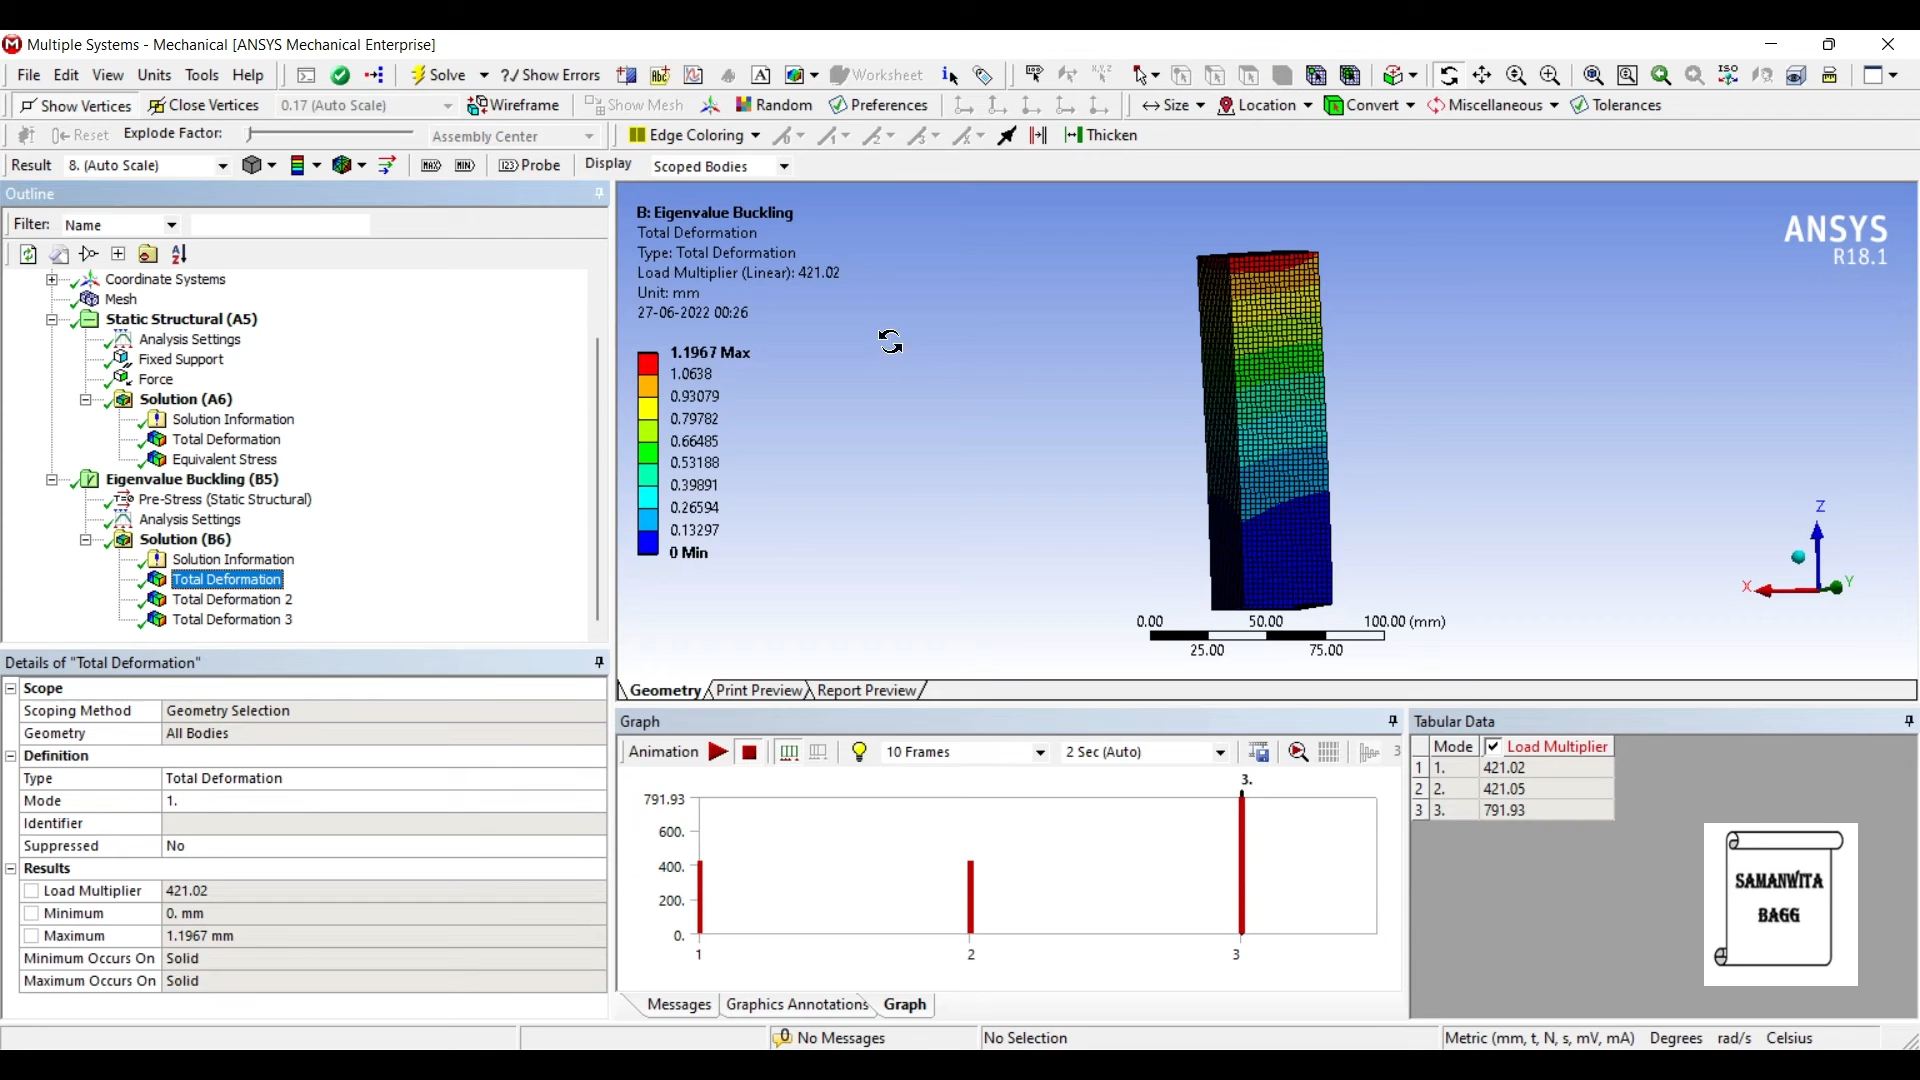 Multiple Systems - Mechanical [ANSYS Mechanical Enterprise]
File Edit View Units Tools Help Solve ?/ Show Errors Worksheet
Show Vertices Close Vertices 0.17 (Auto Scale) Wireframe Show Mesh Random Preferences Size Location Convert Miscellaneous Tolerances
Reset Explode Factor: Assembly Center Edge Coloring Thicken
Result 8. (Auto Scale) MAX MIN Probe Display Scoped Bodies
Outline
Filter: Name
Coordinate Systems
Mesh
Static Structural (A5)
Analysis Settings
Fixed Support
Force
Solution (A6)
Solution Information
Total Deformation
Equivalent Stress
Eigenvalue Buckling (B5)
Pre-Stress (Static Structural)
Analysis Settings
Solution (B6)
Solution Information
Total Deformation
Total Deformation 2
Total Deformation 3
Details of "Total Deformation"
Scope
Scoping Method Geometry Selection
Geometry All Bodies
Definition
Type Total Deformation
Mode 1.
Identifier
Suppressed No
Results
Load Multiplier 421.02
Minimum 0. mm
Maximum 1.1967 mm
Minimum Occurs On Solid
Maximum Occurs On Solid
B: Eigenvalue Buckling
Total Deformation
Type: Total Deformation
Load Multiplier (Linear): 421.02
Unit: mm
27-06-2022 00:26
1.1967 Max
1.0638
0.93079
0.79782
0.66485
0.53188
0.39891
0.26594
0.13297
0 Min
ANSYS
R18.1
Z
X Y
0.00 50.00 100.00 (mm)
25.00 75.00
Geometry Print Preview Report Preview
Graph
Animation 10 Frames 2 Sec (Auto) 3
3.
791.93
600.
400.
200.
0.
1 2 3
Messages Graphics Annotations Graph
Tabular Data
Mode Load Multiplier
1 1. 421.02
2 2. 421.05
3 3. 791.93
SAMANWITA
BAGG
No Messages No Selection Metric (mm, t, N, s, mV, mA) Degrees rad/s Celsius